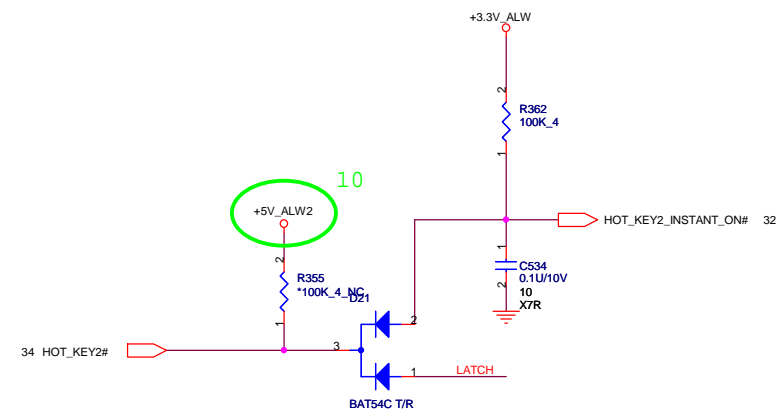 +3.3V_ALW
2
R362
100K_4
1
10
+5V_ALW2
HOT_KEY2_INSTANT_ON# 32
1
C534
0.1U/10V
2
10
X7R
2
R355
*100K_4_NC
D21
1
2
34 HOT_KEY2#
3
1
LATCH
BAT54C T/R